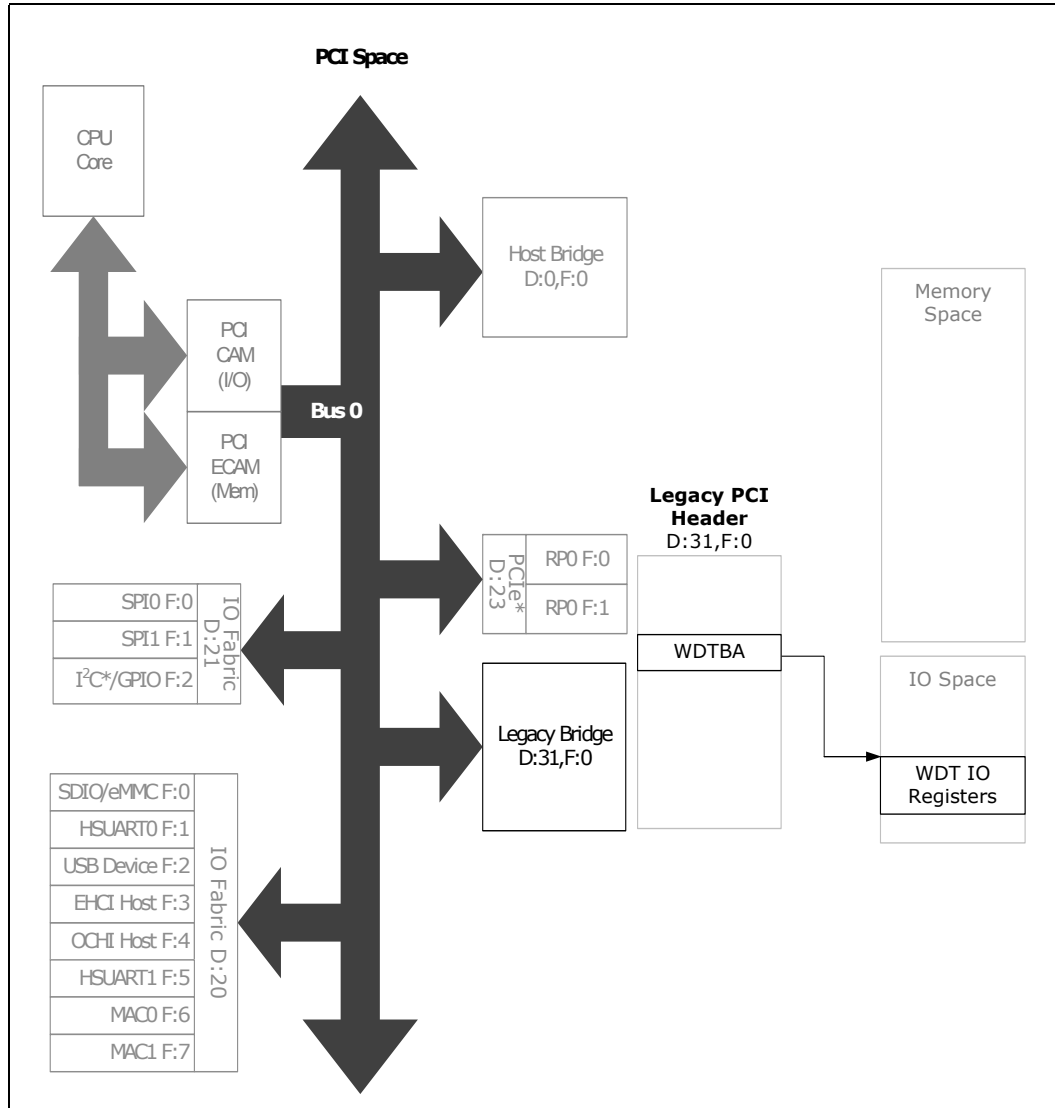 PCI Space
CPU
Core
Host Bridge
D:0,F:0
Memory
Space
PCI
CAM
(I/O)
Bus 0
PCI
ECAM
(Mem)
Legacy PCI
Header
D:31,F:0
PCIe*
D:23
RP0 F:0
RP0 F:1
SPI0 F:0
SPI1 F:1
I²C*/GPIO F:2
IO Fabric
D:21
WDTBA
IO Space
Legacy Bridge
D:31,F:0
WDT IO
Registers
SDIO/eMMC F:0
HSUART0 F:1
USB Device F:2
EHCI Host F:3
OCHI Host F:4
HSUART1 F:5
MAC0 F:6
MAC1 F:7
IO Fabric D:20